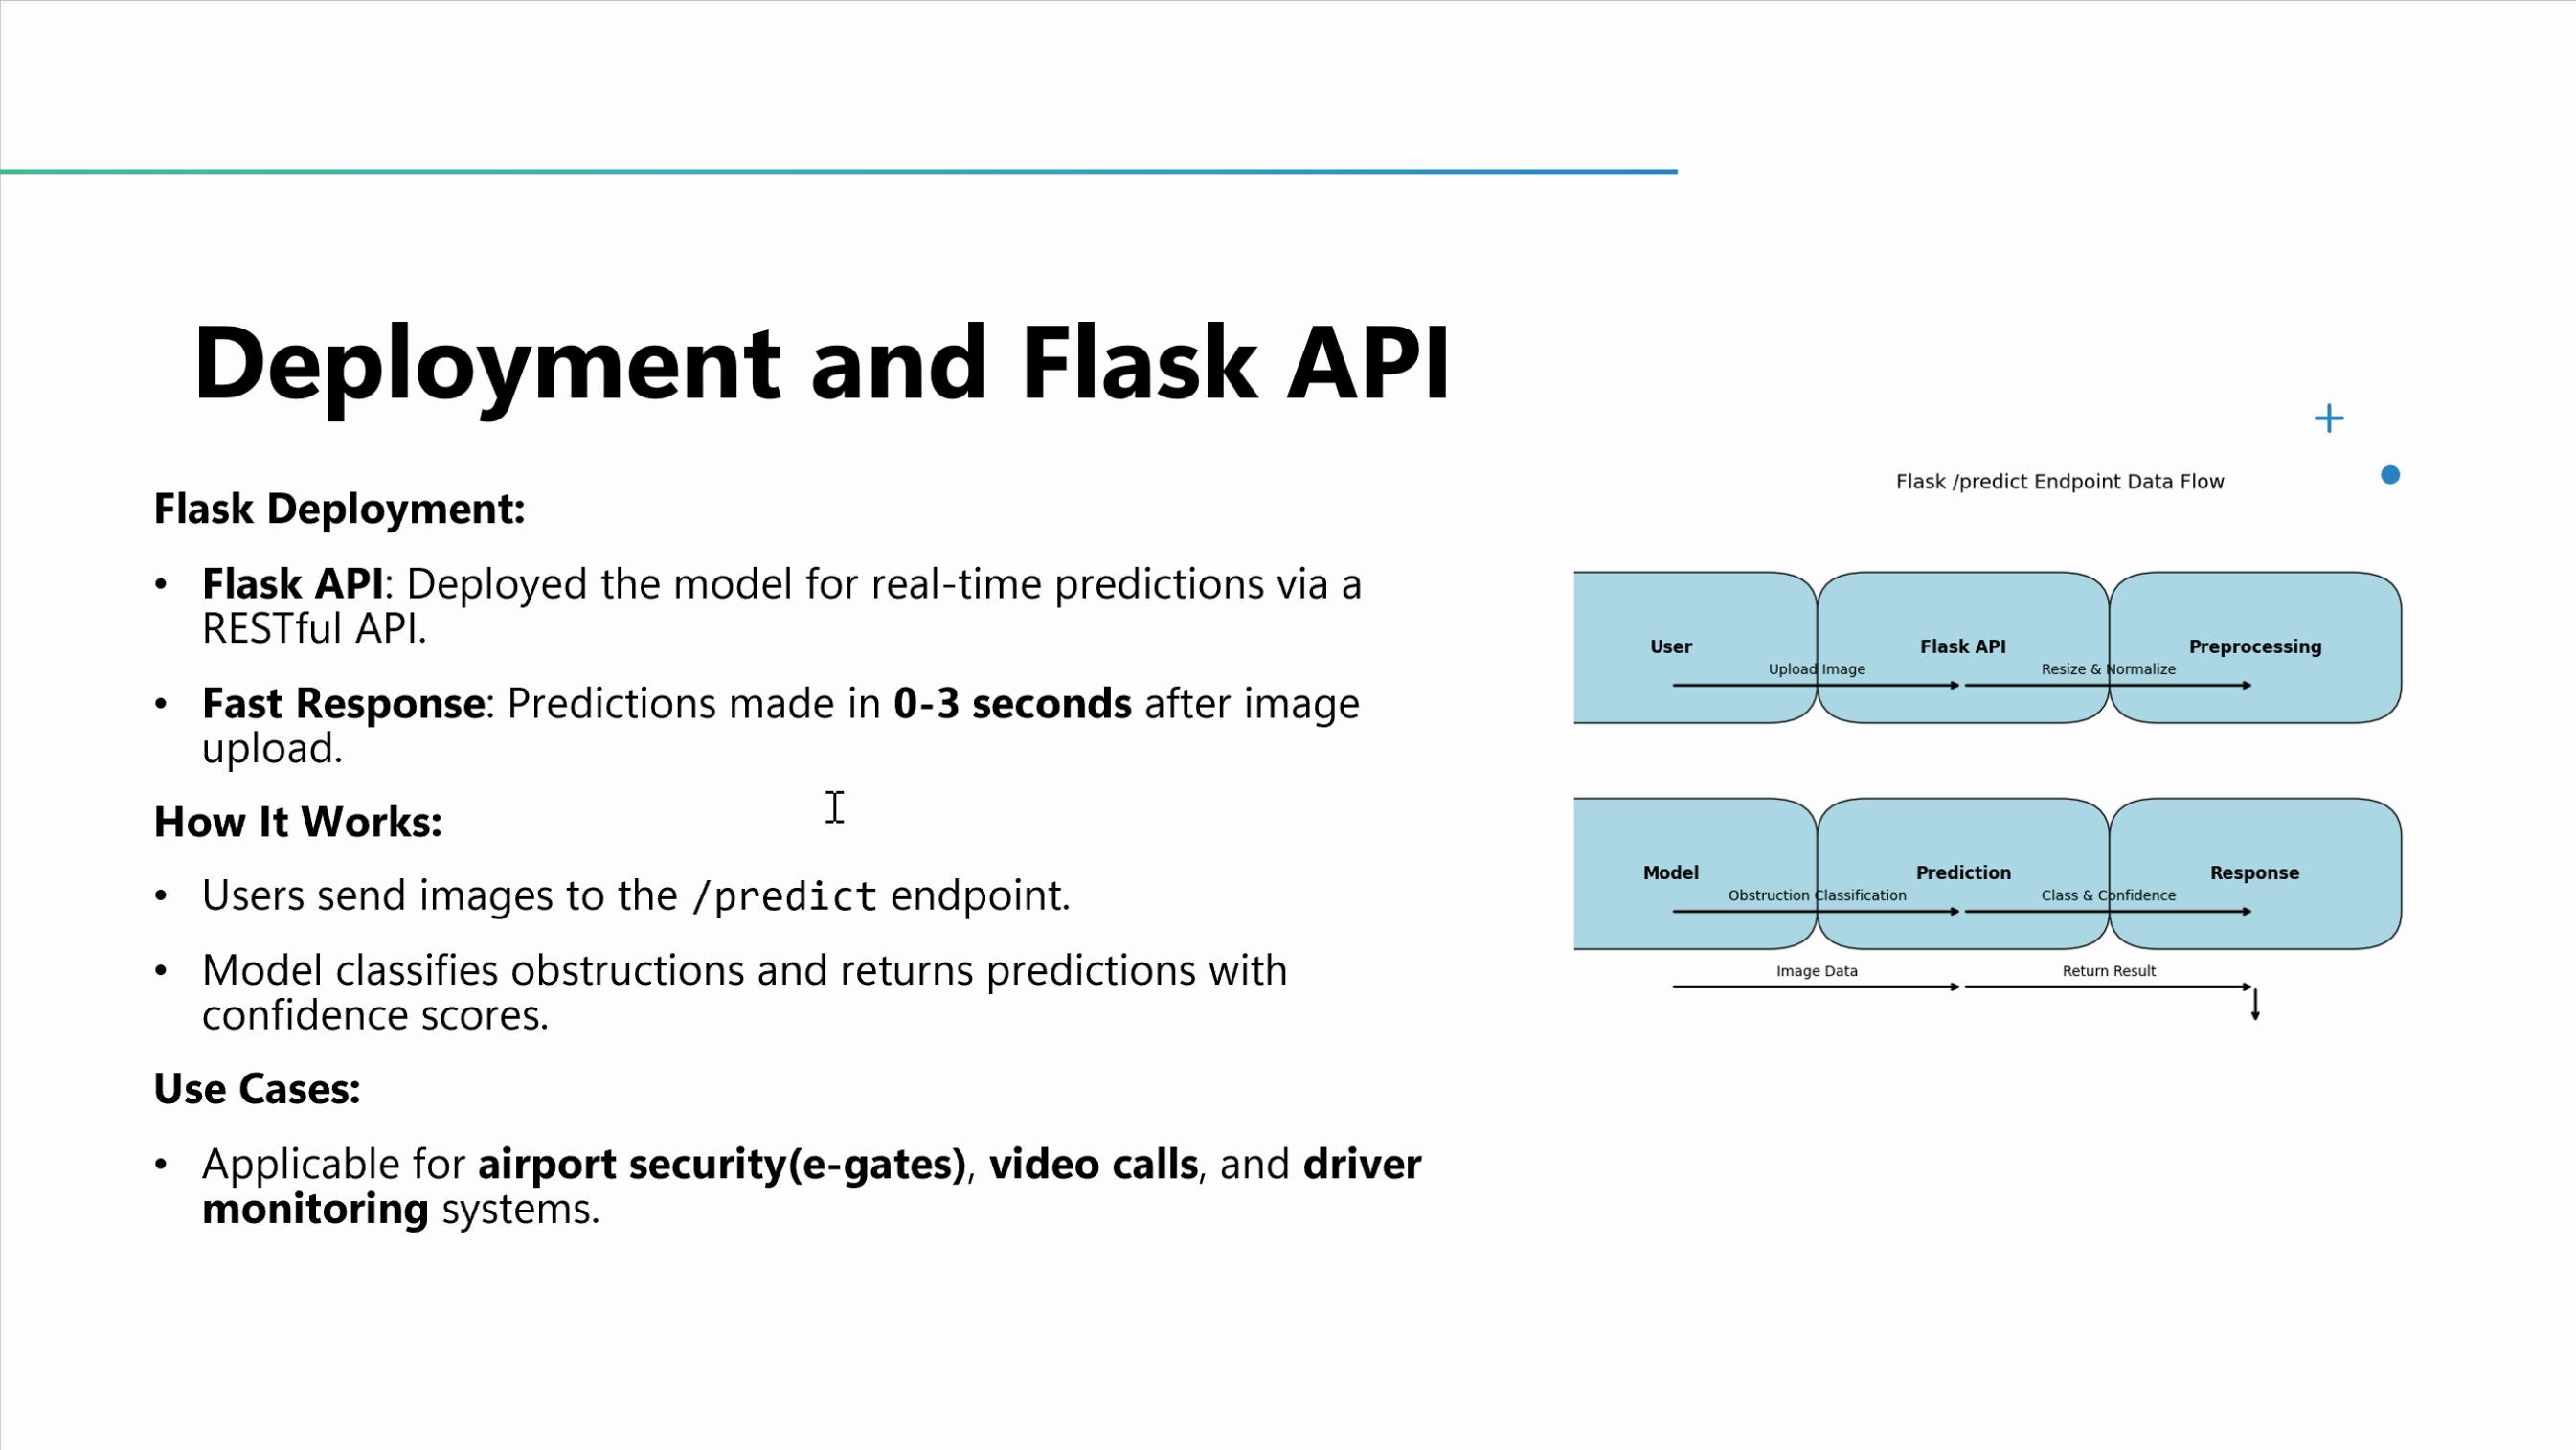 Deployment and Flask API
Flask Deployment:
• Flask API: Deployed the model for real-time predictions via a
RESTful API.
• Fast Response: Predictions made in 0-3 seconds after image
upload.
How It Works:
• Users send images to the /predict endpoint.
• Model classifies obstructions and returns predictions with
confidence scores.
Use Cases:
• Applicable for airport security(e-gates), video calls, and driver
monitoring systems.
Flask /predict Endpoint Data Flow
User Flask API Preprocessing
Upload Image Resize & Normalize
Model Prediction Response
Obstruction Classification Class & Confidence
Image Data Return Result